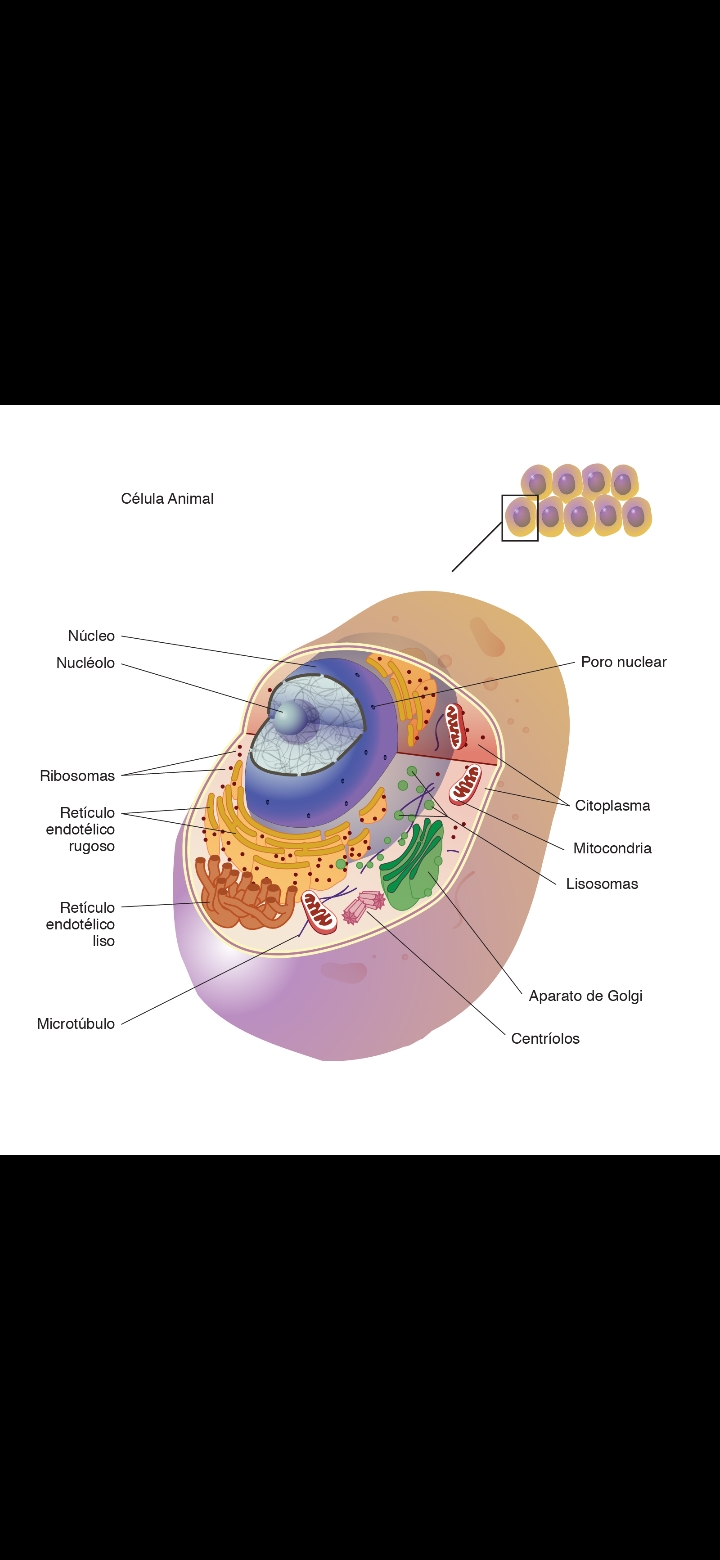 Célula Animal
Núcleo
Nucléolo
Poro nuclear
Ribosomas
Retículo
endotélico
rugoso
Citoplasma
Mitocondria
Lisosomas
Retículo
endotélico
liso
Aparato de Golgi
Microtúbulo
Centríolos